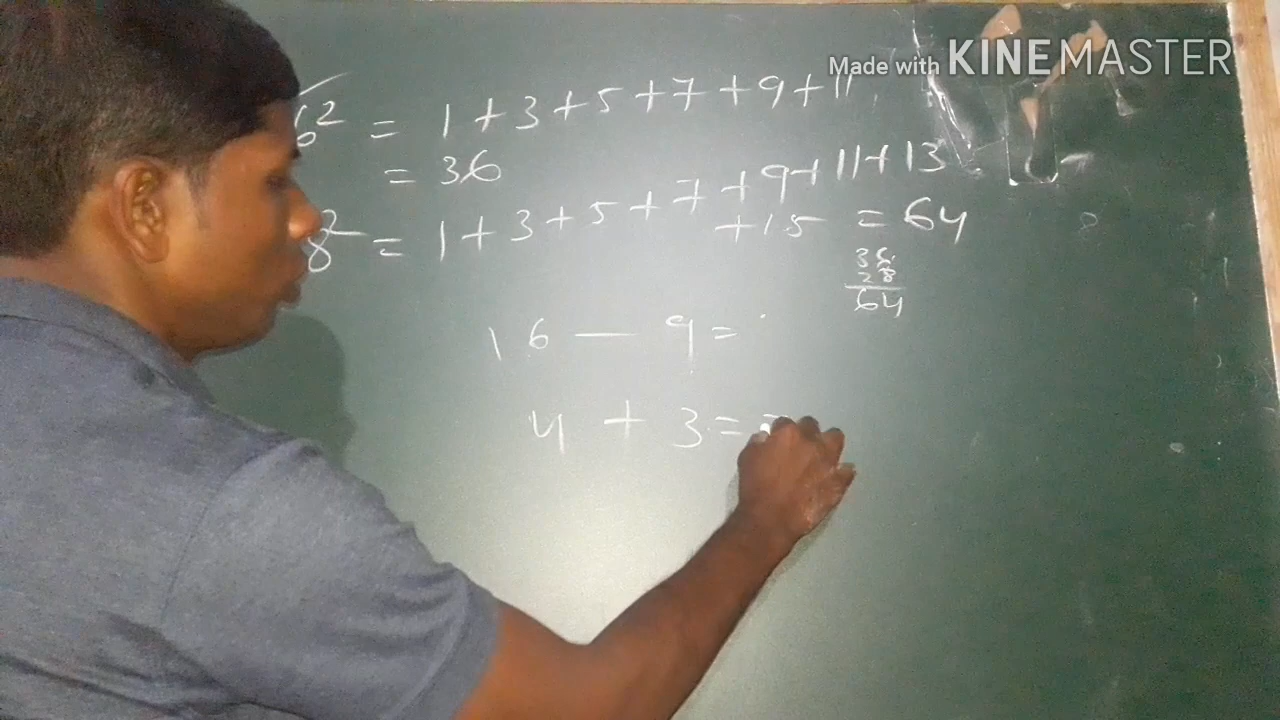 Made with KINEMASTER
6² = 1 + 3 + 5 + 7 + 9 + 11
= 36
8² = 1 + 3 + 5 + 7 + 9 + 11 + 13
+ 15 = 64
36
28
64
16 — 9 =
4 + 3 =